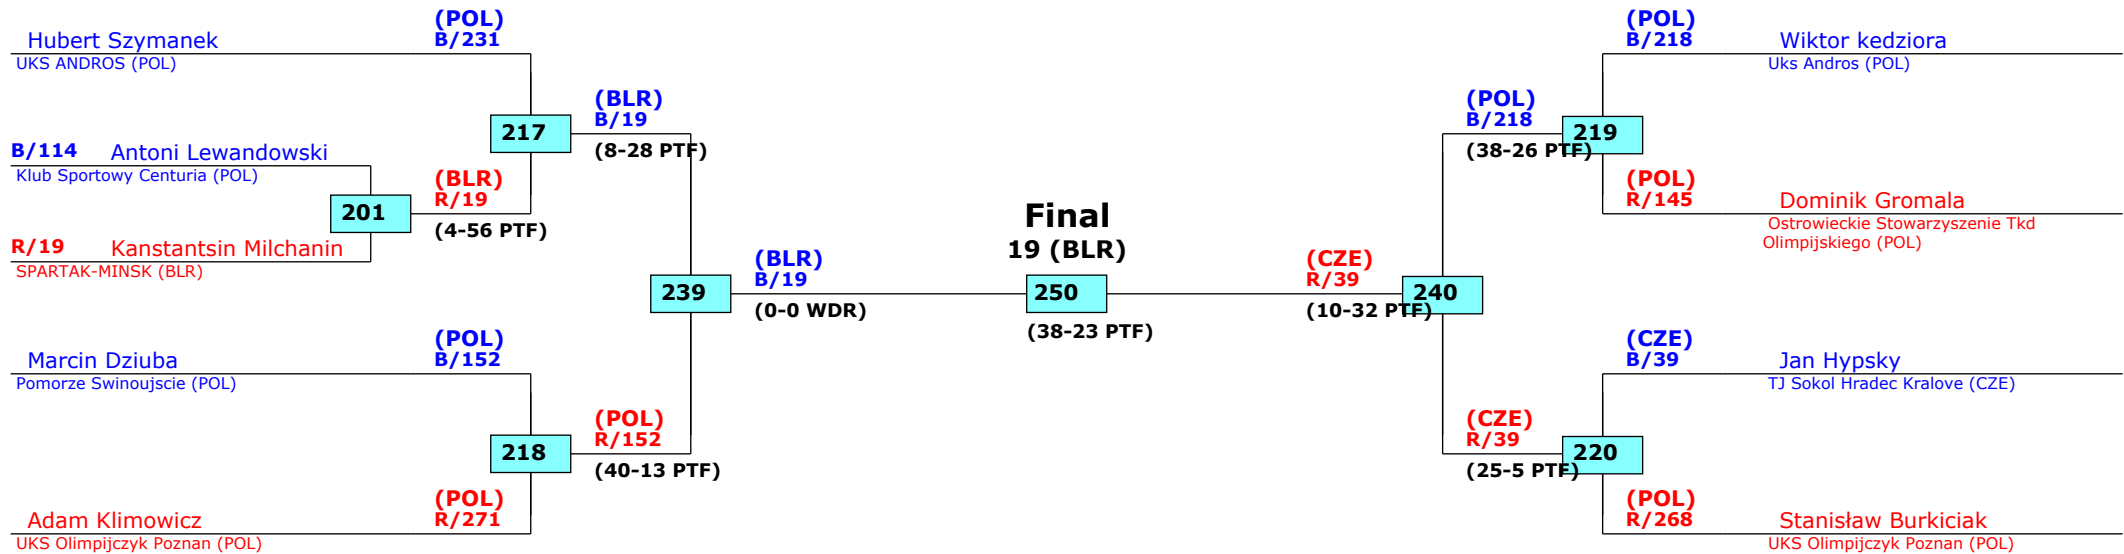 (POL)
B/231
Hubert Szymanek
UKS ANDROS (POL)
217
(BLR)
B/19
(8-28 PTF)
B/114 Antoni Lewandowski
Klub Sportowy Centuria (POL)
201
(BLR)
R/19
(4-56 PTF)
R/19 Kanstantsin Milchanin
SPARTAK-MINSK (BLR)
239
(BLR)
B/19
(0-0 WDR)
Marcin Dziuba
Pomorze Swinoujscie (POL)
(POL)
B/152
218
(POL)
R/152
(40-13 PTF)
(POL)
R/271
Adam Klimowicz
UKS Olimpijczyk Poznan (POL)
Final
19 (BLR)
250
(38-23 PTF)
(CZE)
R/39
240
(10-32 PTF)
(POL)
B/218
219
(38-26 PTF)
(POL)
B/218
Wiktor kedziora
Uks Andros (POL)
(POL)
R/145
Dominik Gromala
Ostrowieckie Stowarzyszenie Tkd
Olimpijskiego (POL)
(CZE)
B/39
Jan Hypsky
TJ Sokol Hradec Kralove (CZE)
(CZE)
R/39
220
(25-5 PTF)
(POL)
R/268
Stanisław Burkiciak
UKS Olimpijczyk Poznan (POL)